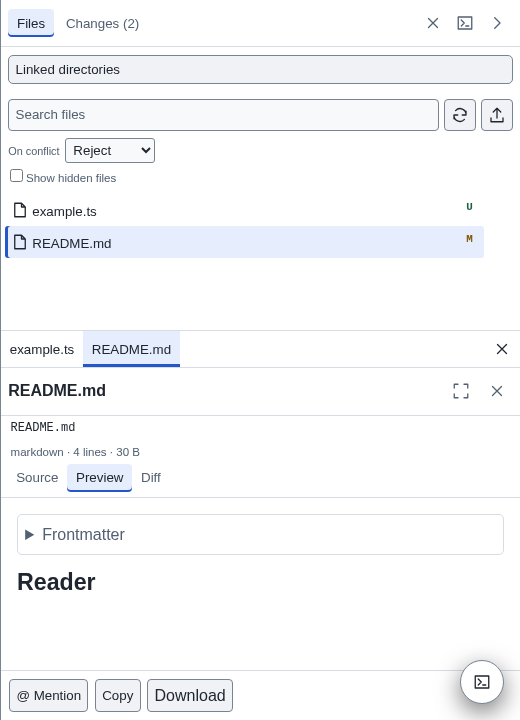 Files Changes (2)
Linked directories
Search files
On conflict Reject
Show hidden files
example.ts U
README.md M
example.ts README.md
README.md
README.md
markdown · 4 lines · 30 B
Source Preview Diff
Frontmatter
Reader
@ Mention Copy Download